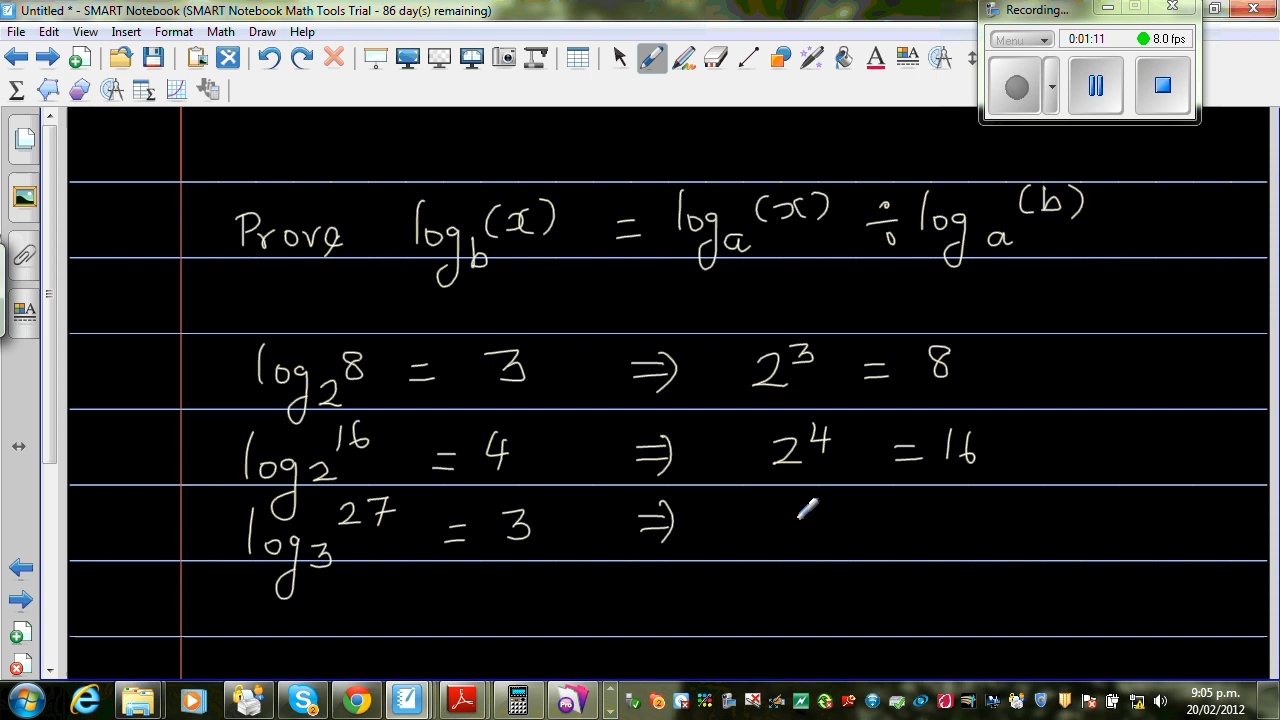 Untitled * - SMART Notebook (SMART Notebook Math Tools Trial - 86 day(s) remaining)
Recording...
File Edit View Insert Format Math Draw Help
Menu
0:01:11
8.0 fps
Prove log_b(x) = log_a(x) ÷ log_a(b)
log_2 8 = 3 ⇒ 2^3 = 8
log_2 16 = 4 ⇒ 2^4 = 16
log_3 27 = 3 ⇒
9:05 p.m.
20/02/2012